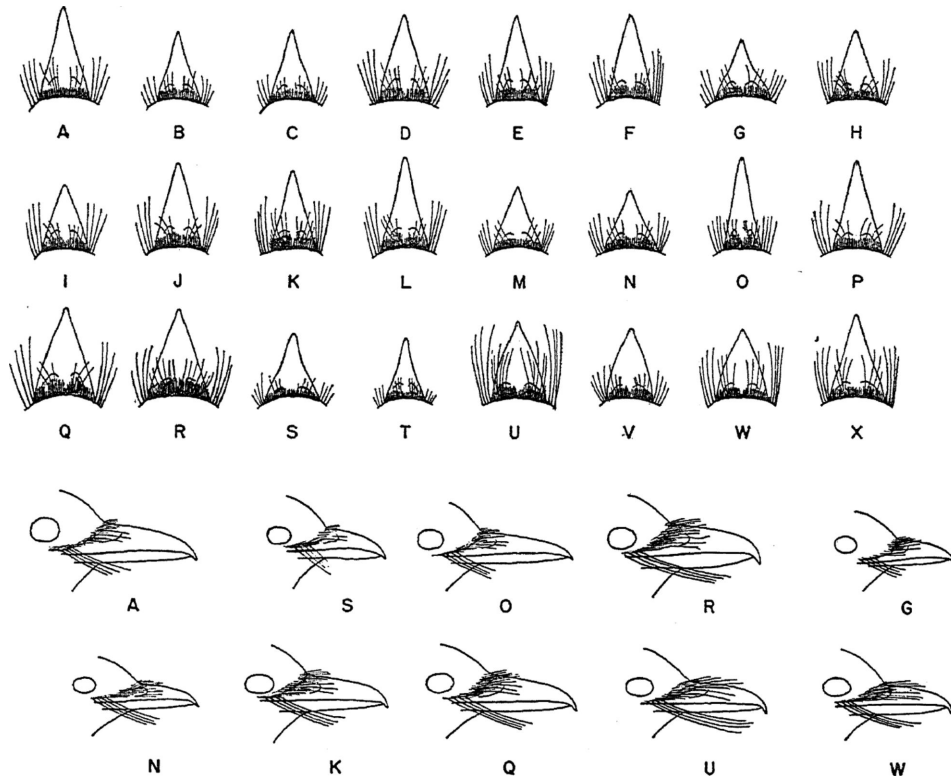 A B C D E F G H
I J K L M N O P
Q R S T U V W X
A S O R G
N K Q U W